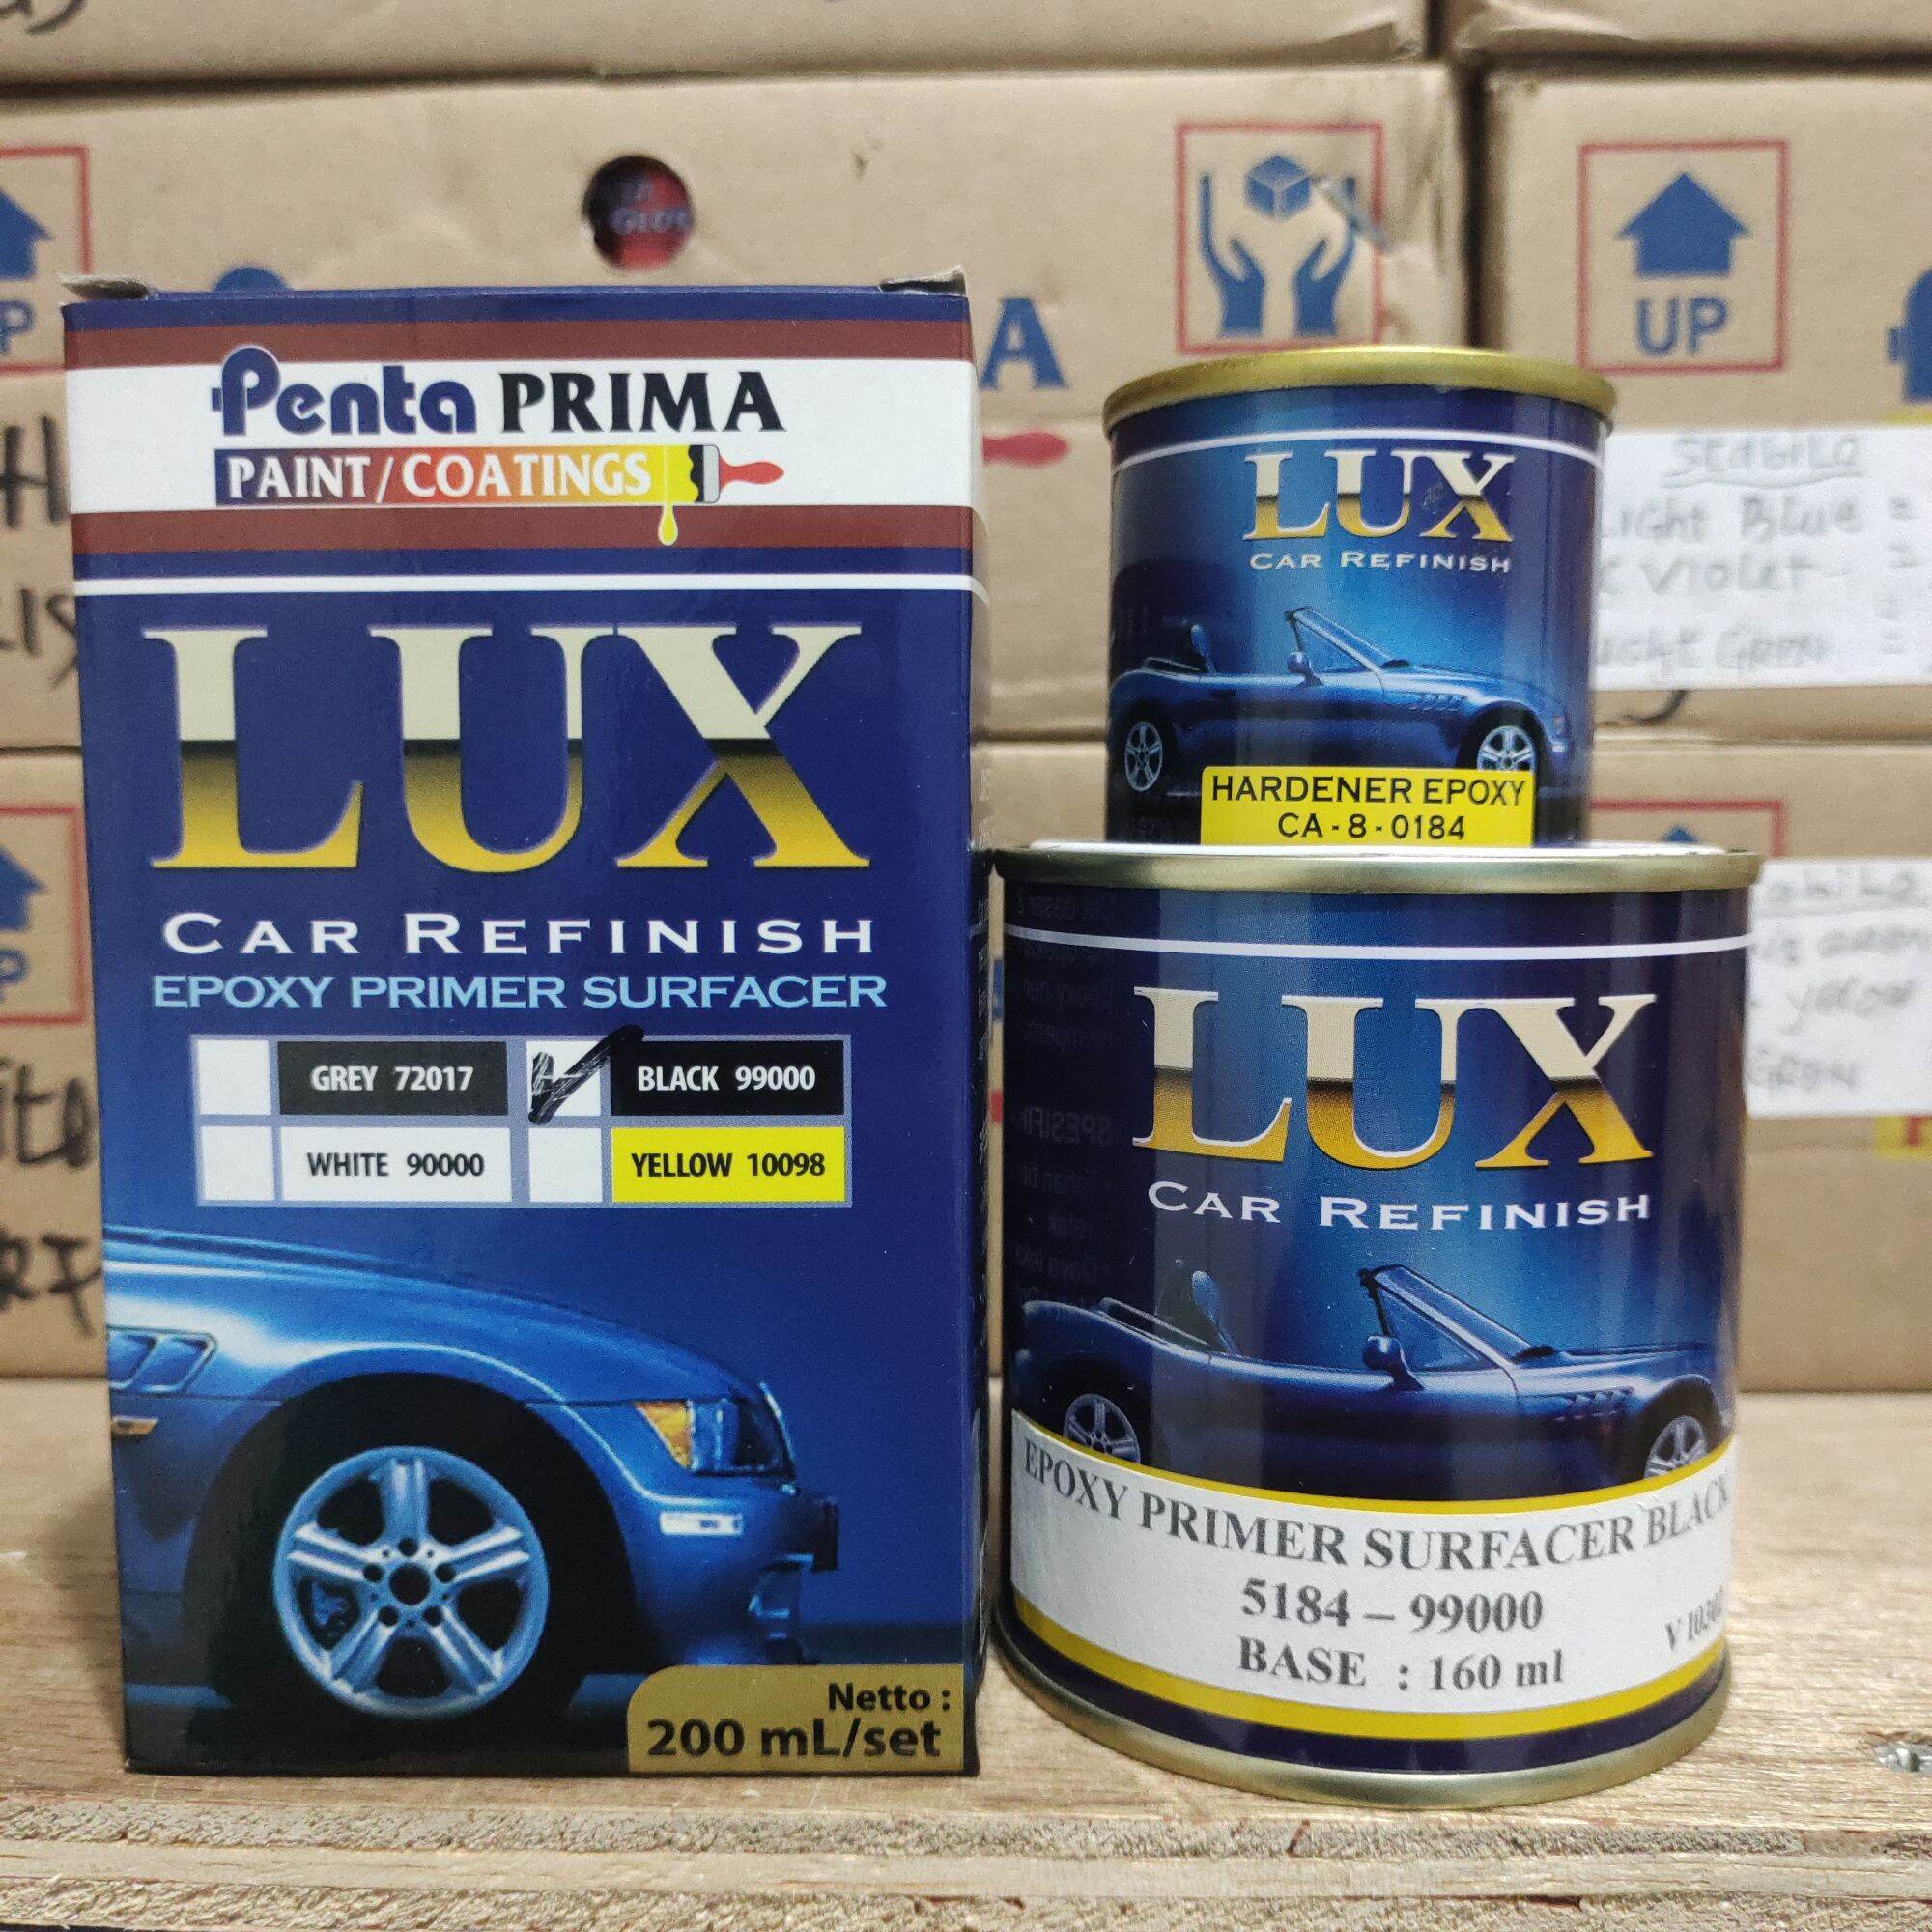 Penta PRIMA
PAINT/COATINGS
LUX
CAR REFINISH
EPOXY PRIMER SURFACER
GREY 72017
BLACK 99000
WHITE 90000
YELLOW 10098
Netto :
200 mL/set
LUX
CAR REFINISH
HARDENER EPOXY
CA - 8 - 0184
LUX
CAR REFINISH
EPOXY PRIMER SURFACER BLACK
5184 – 99000
BASE : 160 ml
UP
A
Light Blue =
Violet
yellow